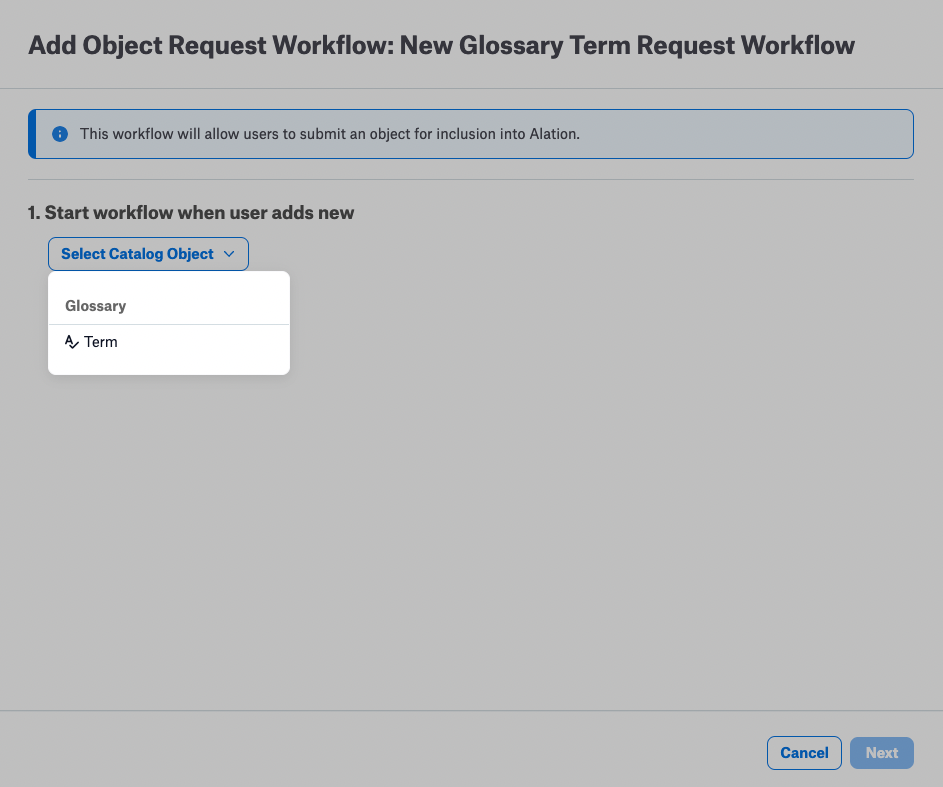 Add Object Request Workflow: New Glossary Term Request Workflow
This workflow will allow users to submit an object for inclusion into Alation.
1. Start workflow when user adds new
Select Catalog Object
Glossary
Term
Cancel
Next